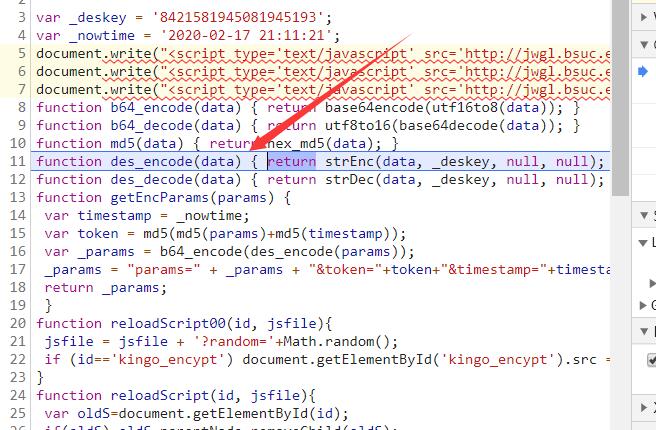 3 var _deskey = '8421581945081945193';
4 var _nowtime = '2020-02-17 21:11:21';
5 document.write("<script type='text/javascript' src='http://jwgl.bsuc.e
6 document.write("<script type='text/javascript' src='http://jwgl.bsuc.e
7 document.write("<script type='text/javascript' src='http://jwgl.bsuc.e
8 function b64_encode(data) { return base64encode(utf16to8(data)); }
9 function b64_decode(data) { return utf8to16(base64decode(data)); }
10 function md5(data) { return hex_md5(data); }
11 function des_encode(data) { return strEnc(data, _deskey, null, null);
12 function des_decode(data) { return strDec(data, _deskey, null, null);
13 function getEncParams(params) {
14 var timestamp = _nowtime;
15 var token = md5(md5(params)+md5(timestamp));
16 var _params = b64_encode(des_encode(params));
17 _params = "params=" + _params + "&token="+token+"&timestamp="+timesta
18 return _params;
19 }
20 function reloadScript00(id, jsfile){
21 jsfile = jsfile + '?random='+Math.random();
22 if (id=='kingo_encypt') document.getElementById('kingo_encypt').src =
23 }
24 function reloadScript(id, jsfile){
25 var oldS=document.getElementById(id);